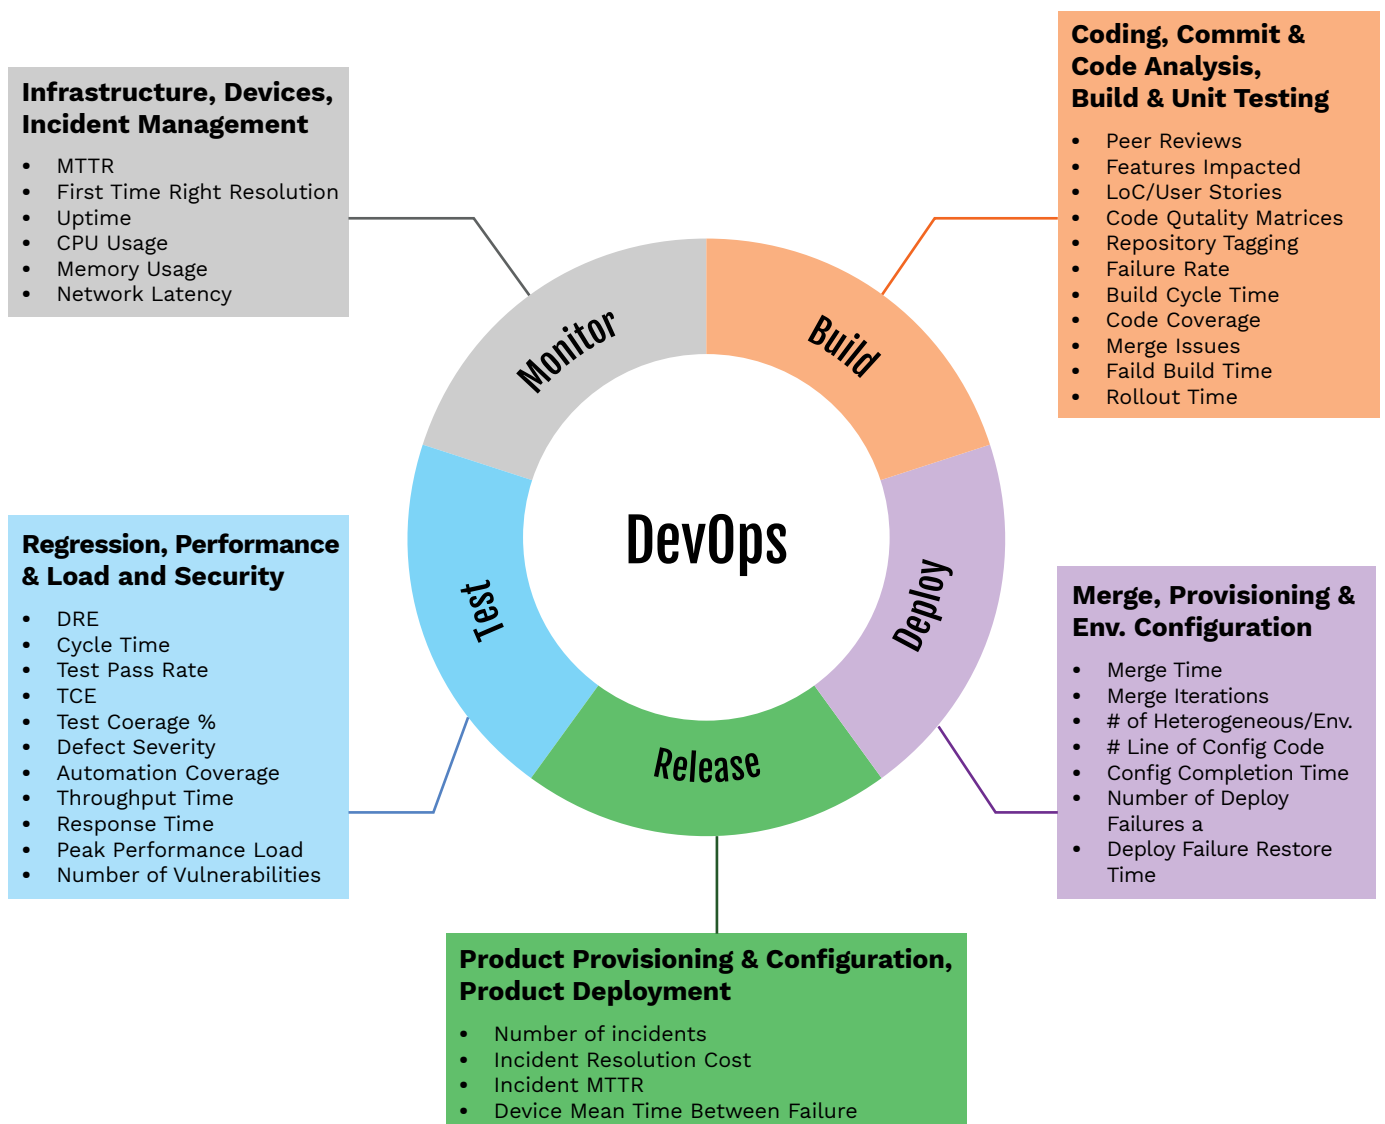 Infrastructure, Devices,
Incident Management
• MTTR
• First Time Right Resolution
• Uptime
• CPU Usage
• Memory Usage
• Network Latency
Coding, Commit &
Code Analysis,
Build & Unit Testing
• Peer Reviews
• Features Impacted
• LoC/User Stories
• Code Qutality Matrices
• Repository Tagging
• Failure Rate
• Build Cycle Time
• Code Coverage
• Merge Issues
• Faild Build Time
• Rollout Time
Monitor
Build
DevOps
Test
Deploy
Release
Regression, Performance
& Load and Security
• DRE
• Cycle Time
• Test Pass Rate
• TCE
• Test Coerage %
• Defect Severity
• Automation Coverage
• Throughput Time
• Response Time
• Peak Performance Load
• Number of Vulnerabilities
Merge, Provisioning &
Env. Configuration
• Merge Time
• Merge Iterations
• # of Heterogeneous/Env.
• # Line of Config Code
• Config Completion Time
• Number of Deploy
Failures a
• Deploy Failure Restore
Time
Product Provisioning & Configuration,
Product Deployment
• Number of incidents
• Incident Resolution Cost
• Incident MTTR
• Device Mean Time Between Failure